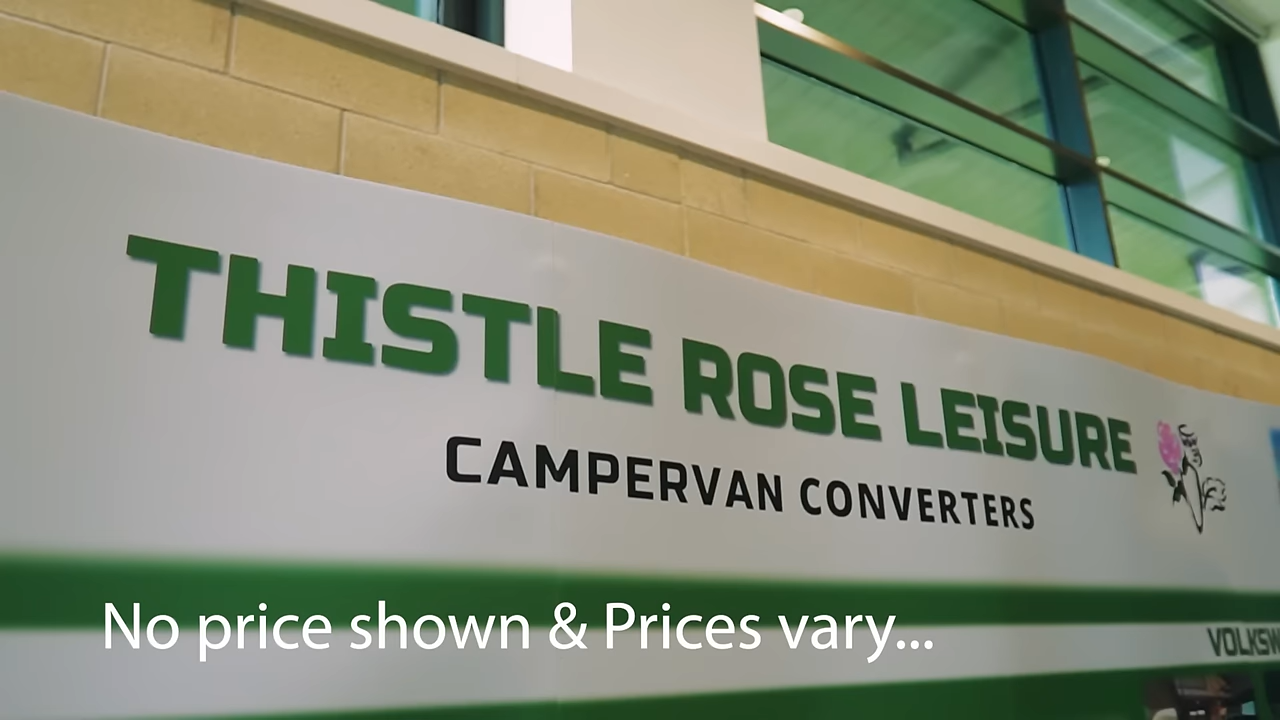 THISTLE ROSE LEISURE
CAMPERVAN CONVERTERS
No price shown & Prices vary...